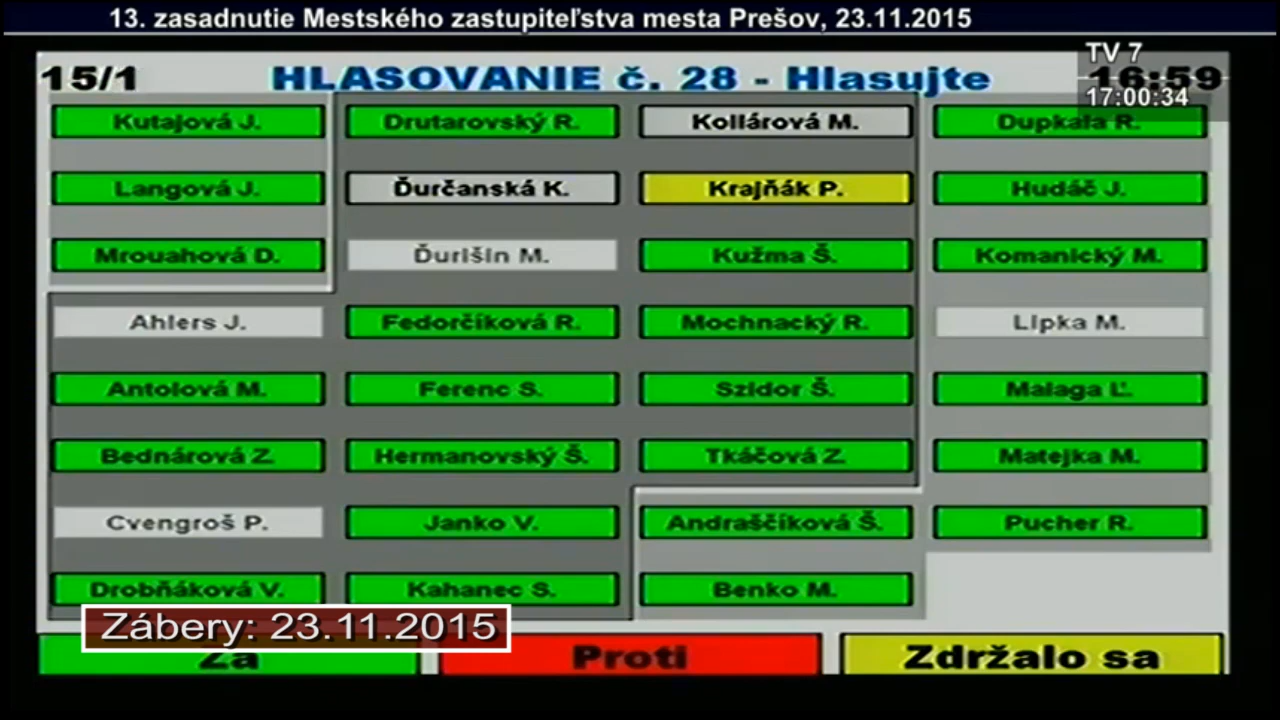 13. zasadnutie Mestského zastupiteľstva mesta Prešov, 23.11.2015
TV 7
15/1 HLASOVANIE č. 28 - Hlasujte 16:59
17:00:34
Kutajová J. Drutarovský R. Kollárová M. Dupkala R.
Langová J. Ďurčanská K. Krajňák P. Hudáč J.
Mrouahová D. Ďurišin M. Kužma Š. Komanický M.
Ahlers J. Fedorčíková R. Mochnacký R. Lipka M.
Antolová M. Ferenc S. Szidor Š. Malaga Ľ.
Bednárová Z. Hermanovský Š. Tkáčová Z. Matejka M.
Cvengroš P. Janko V. Andraščíková Š. Pucher R.
Drobňáková V. Kahanec S. Benko M.
Zábery: 23.11.2015
Za Proti Zdržalo sa